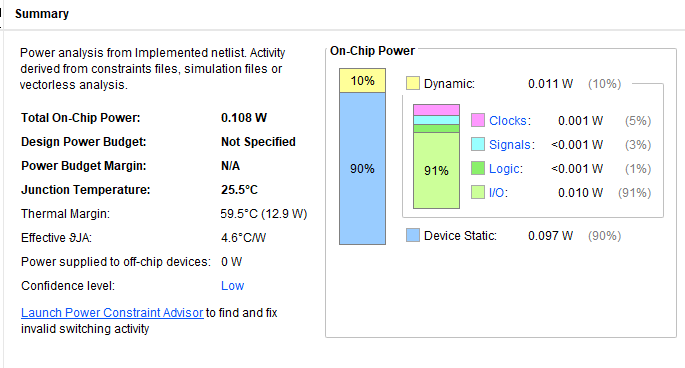 Summary
Power analysis from Implemented netlist. Activity
derived from constraints files, simulation files or
vectorless analysis.
Total On-Chip Power: 0.108 W
Design Power Budget: Not Specified
Power Budget Margin: N/A
Junction Temperature: 25.5°C
Thermal Margin: 59.5°C (12.9 W)
Effective ϑJA: 4.6°C/W
Power supplied to off-chip devices: 0 W
Confidence level: Low
Launch Power Constraint Advisor to find and fix
invalid switching activity
On-Chip Power
10%
90%
Dynamic: 0.011 W (10%)
91%
Clocks: 0.001 W (5%)
Signals: <0.001 W (3%)
Logic: <0.001 W (1%)
I/O: 0.010 W (91%)
Device Static: 0.097 W (90%)